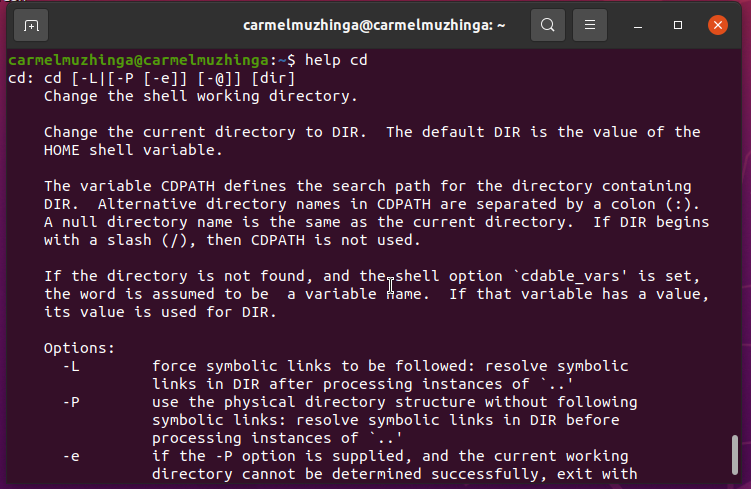 carmelmuzhinga@carmelmuzhinga: ~
carmelmuzhinga@carmelmuzhinga:~$ help cd
cd: cd [-L|[-P [-e]] [-@]] [dir]
Change the shell working directory.
Change the current directory to DIR.  The default DIR is the value of the
HOME shell variable.
The variable CDPATH defines the search path for the directory containing
DIR.  Alternative directory names in CDPATH are separated by a colon (:).
A null directory name is the same as the current directory.  If DIR begins
with a slash (/), then CDPATH is not used.
If the directory is not found, and the shell option `cdable_vars' is set,
the word is assumed to be  a variable name.  If that variable has a value,
its value is used for DIR.
Options:
-L        force symbolic links to be followed: resolve symbolic
links in DIR after processing instances of `..'
-P        use the physical directory structure without following
symbolic links: resolve symbolic links in DIR before
processing instances of `..'
-e        if the -P option is supplied, and the current working
directory cannot be determined successfully, exit with